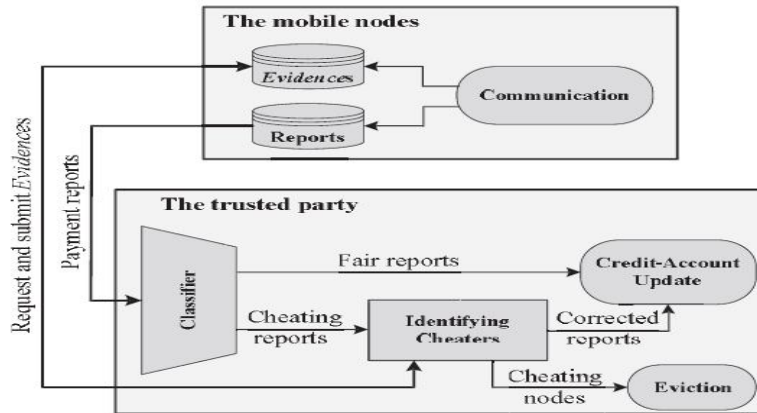 The mobile nodes
Evidences
Communication
Reports
Request and submit Evidences
Payment reports
The trusted party
Classifier
Fair reports
Credit-Account
Update
Cheating
reports
Identifying
Cheaters
Corrected
reports
Cheating
nodes
Eviction